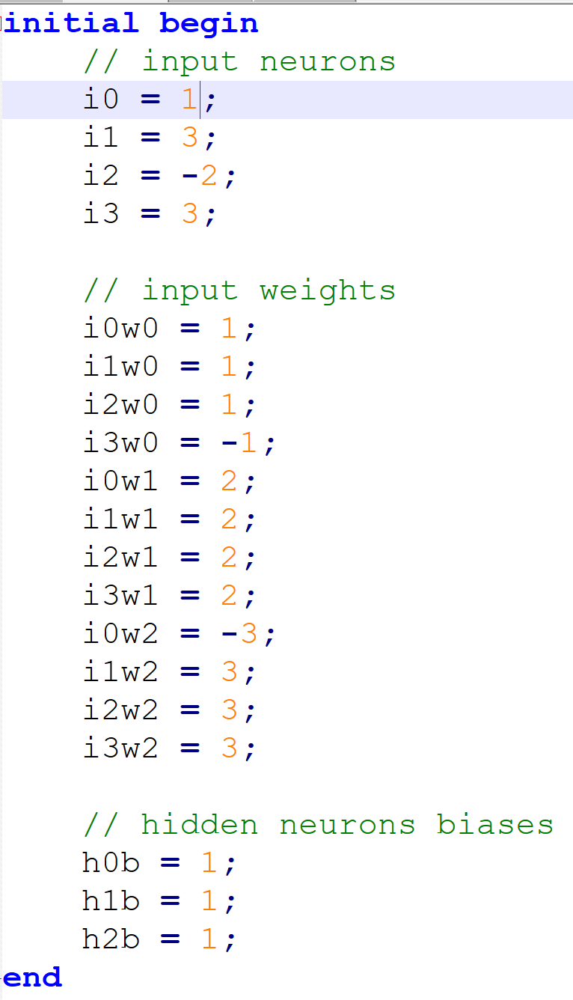 initial begin
// input neurons
i0 = 1;
i1 = 3;
i2 = -2;
i3 = 3;
// input weights
i0w0 = 1;
i1w0 = 1;
i2w0 = 1;
i3w0 = -1;
i0w1 = 2;
i1w1 = 2;
i2w1 = 2;
i3w1 = 2;
i0w2 = -3;
i1w2 = 3;
i2w2 = 3;
i3w2 = 3;
// hidden neurons biases
h0b = 1;
h1b = 1;
h2b = 1;
end